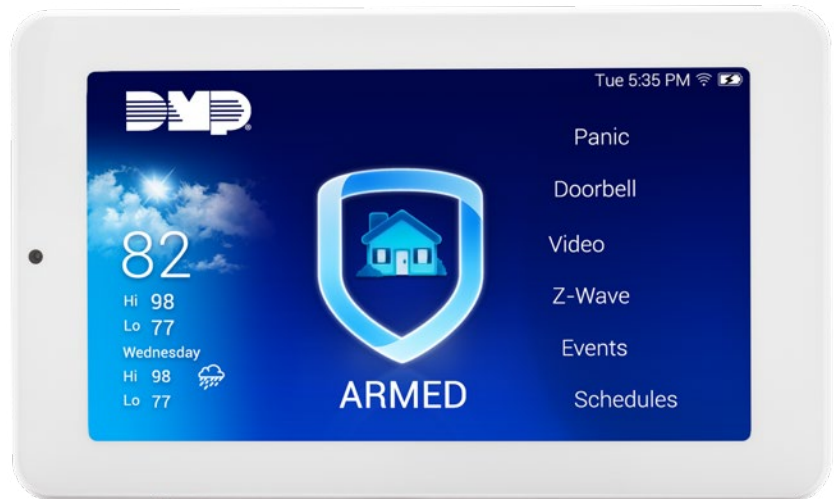 DMP®
Tue 5:35 PM
82
Hi 98
Lo 77
Wednesday
Hi 98
Lo 77
ARMED
Panic
Doorbell
Video
Z-Wave
Events
Schedules